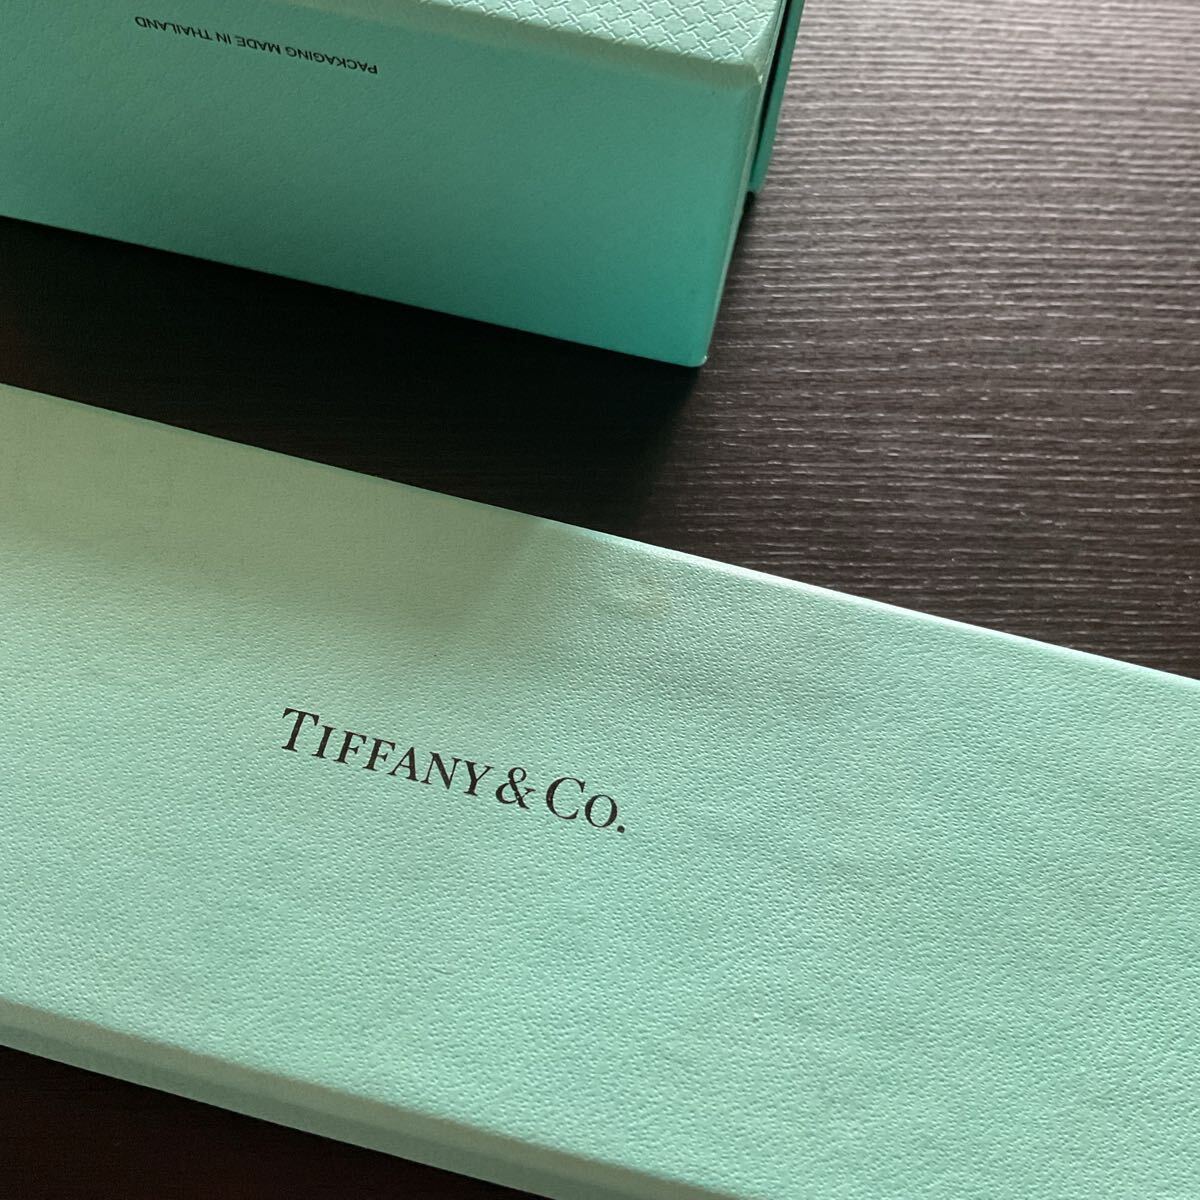 PACKAGING MADE IN THAILAND
TIFFANY & CO.